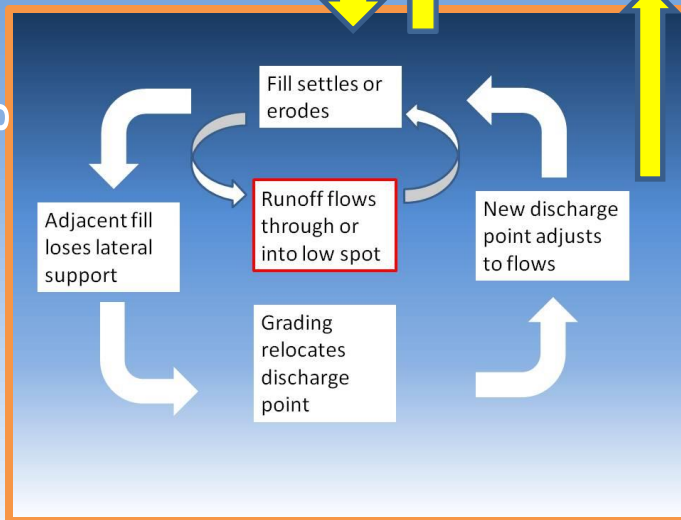 Fill settles or
erodes
Runoff flows
through or
into low spot
Adjacent fill
loses lateral
support
New discharge
point adjusts
to flows
Grading
relocates
discharge
point